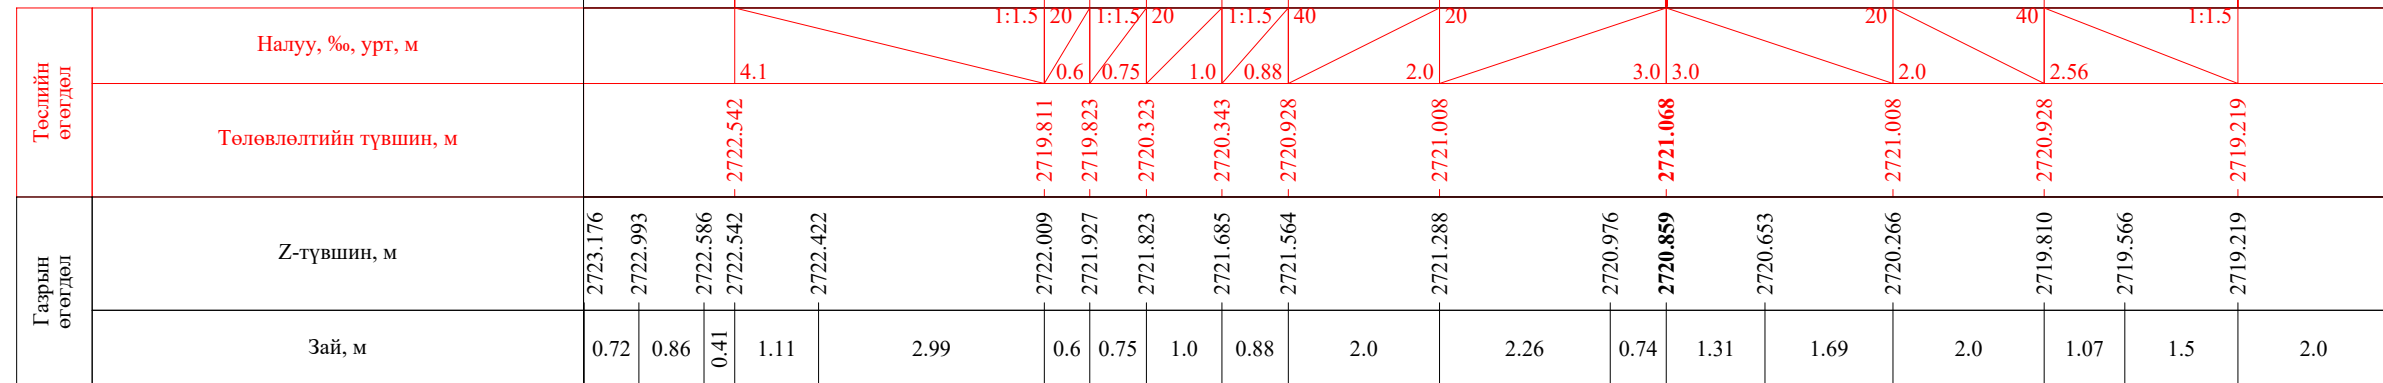 Төслийн өгөгдөл
Налуу, ‰, урт, м
1:1.5 20 1:1.5 20 1:1.5 40 20 20 40 1:1.5
4.1 0.6 0.75 1.0 0.88 2.0 3.0 3.0 2.0 2.56
Төлөвлөлтийн түвшин, м
2722.542 2719.811 2719.823 2720.323 2720.343 2720.928 2721.008 2721.068 2721.008 2720.928 2719.219
Газрын өгөгдөл
Z-түвшин, м
2723.176 2722.993 2722.586 2722.542 2722.422 2722.009 2721.927 2721.823 2721.685 2721.564 2721.288 2720.976 2720.859 2720.653 2720.266 2719.810 2719.566 2719.219
Зай, м
0.72 0.86 0.41 1.11 2.99 0.6 0.75 1.0 0.88 2.0 2.26 0.74 1.31 1.69 2.0 1.07 1.5 2.0